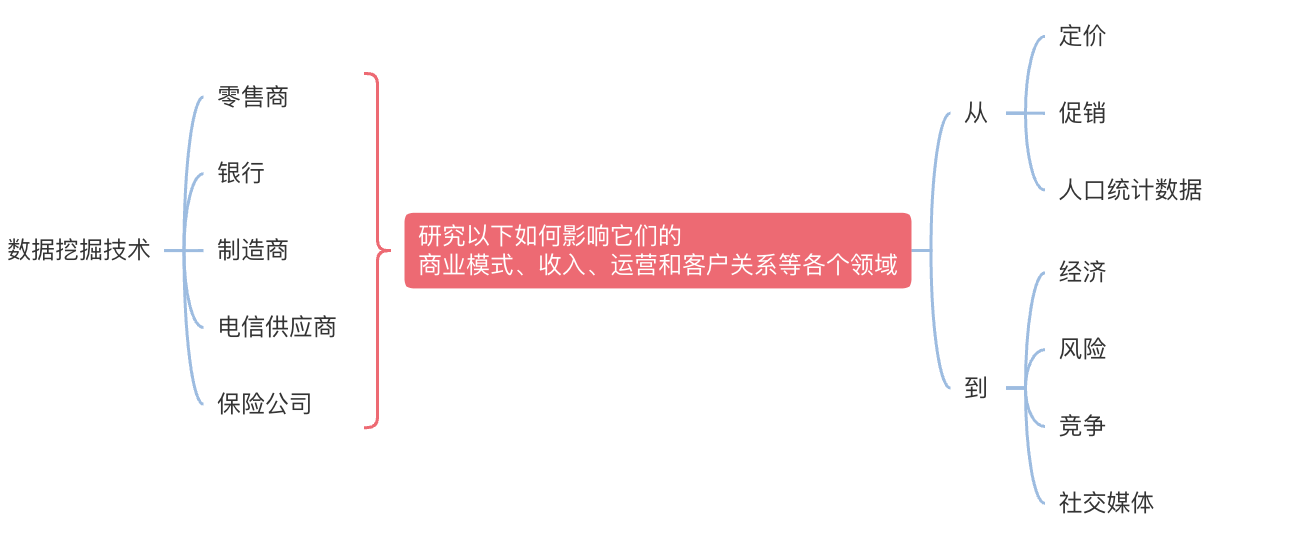 数据挖掘技术
零售商
银行
制造商
电信供应商
保险公司
研究以下如何影响它们的
商业模式、收入、运营和客户关系等各个领域
从
定价
促销
人口统计数据
到
经济
风险
竞争
社交媒体